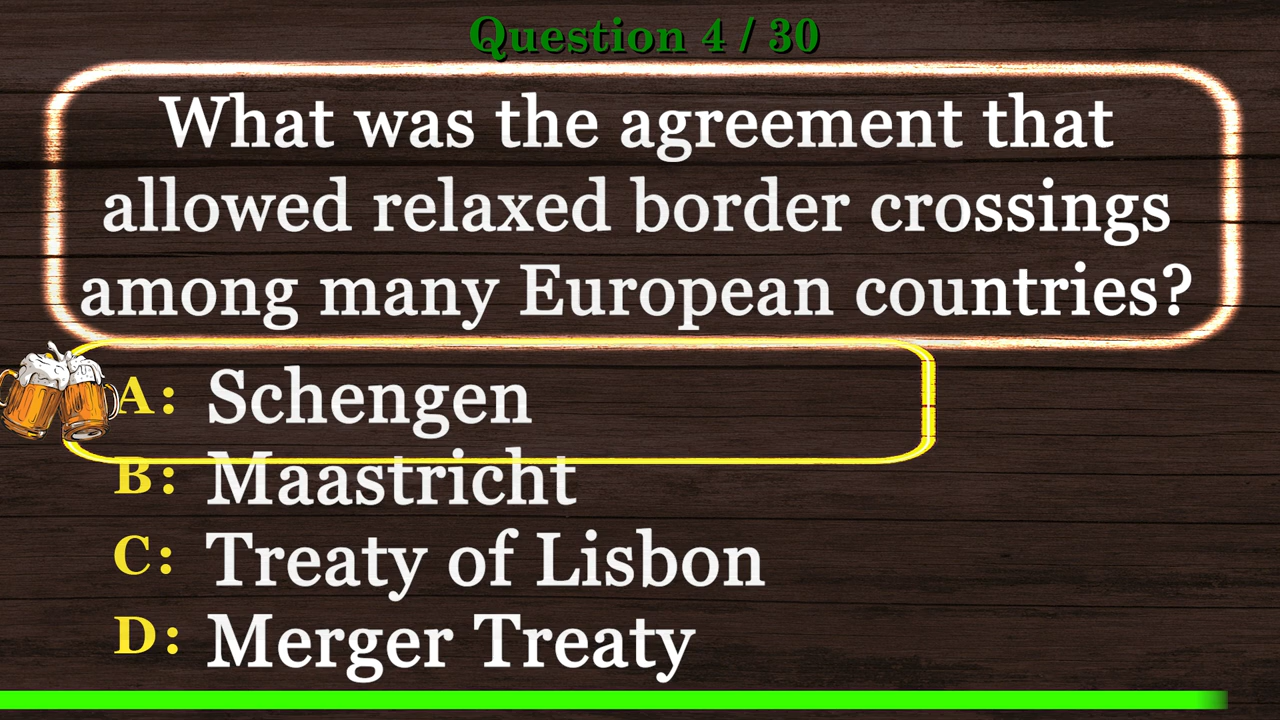 Question 4 / 30
What was the agreement that
allowed relaxed border crossings
among many European countries?
A: Schengen
B: Maastricht
C: Treaty of Lisbon
D: Merger Treaty